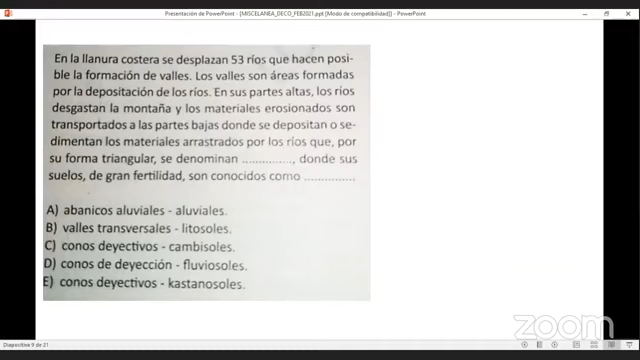 Presentación de PowerPoint - [MISCELANEA_DECO_FEB2021.ppt [Modo de compatibilidad]] - PowerPoint
En la llanura costera se desplazan 53 ríos que hacen posi-
ble la formación de valles. Los valles son áreas formadas
por la depositación de los ríos. En sus partes altas, los rios
desgastan la montaña y los materiales erosionados son
transportados a las partes bajas donde se depositan o se-
dimentan los materiales arrastrados por los ríos que, por
su forma triangular, se denominan .............., donde sus
suelos, de gran fertilidad, son conocidos como ..............
A) abanicos aluviales - aluviales.
B) valles transversales - litosoles.
C) conos deyectivos - cambisoles.
D) conos de deyección - fluviosoles.
E) conos deyectivos - kastanosoles.
zoom
Diapositiva 9 de 21